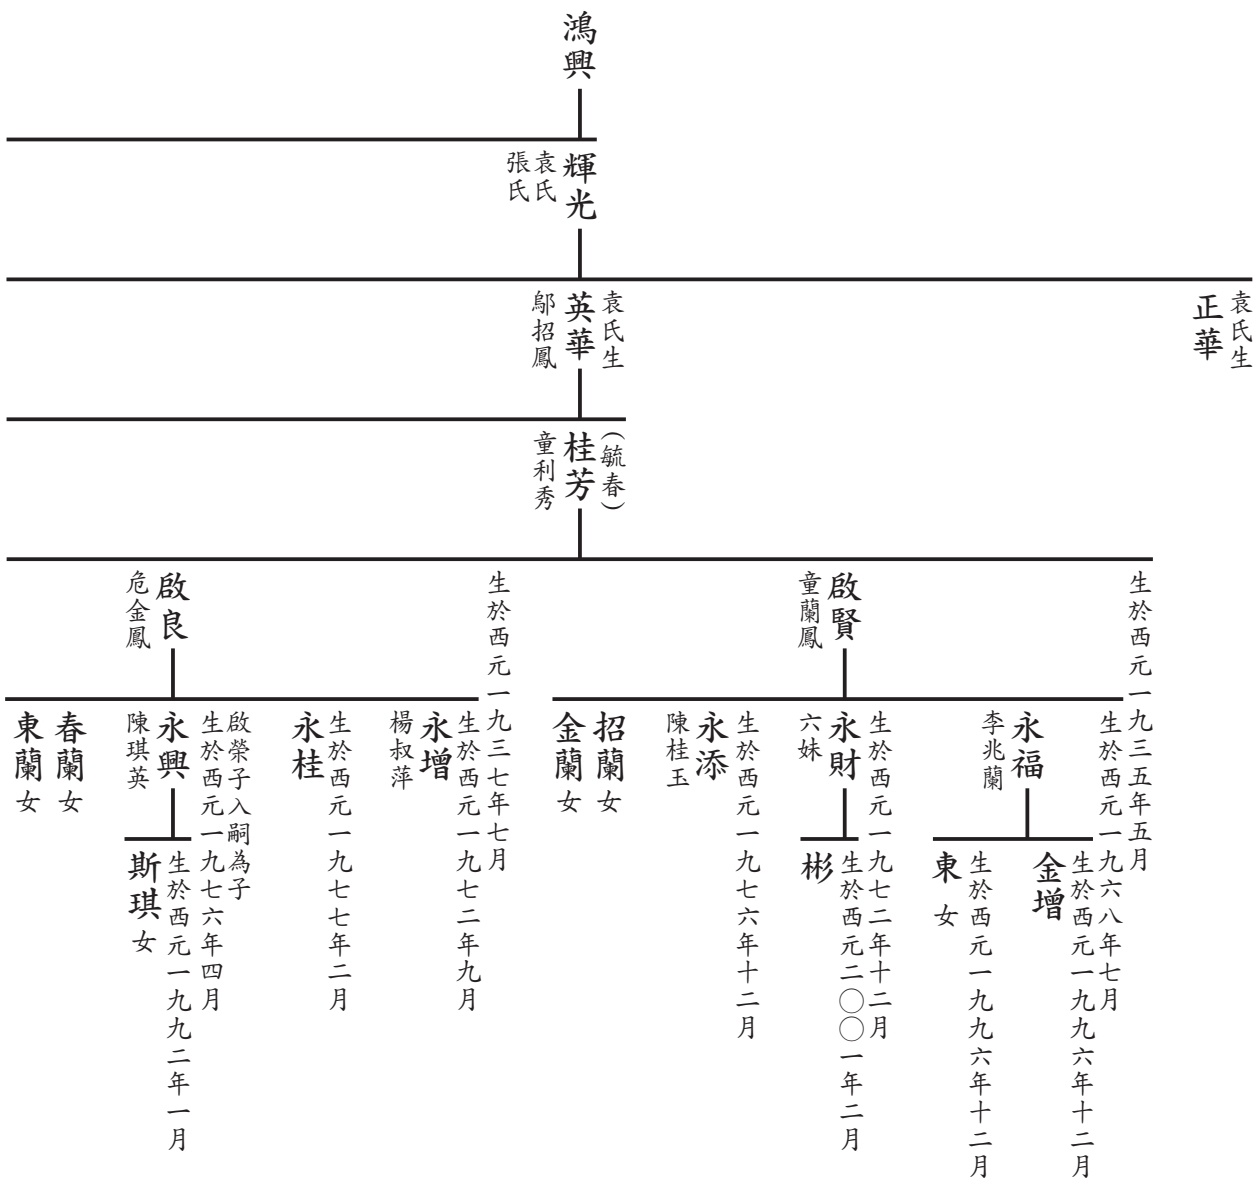 鴻興
輝光
袁氏
張氏
袁氏生
正華
袁氏生
英華
鄔招鳳
(毓春)
桂芳
童利秀
生於西元一九三五年五月
啟賢
童蘭鳳
生於西元一九三七年七月
啟良
危金鳳
生於西元一九六八年七月
永福
李兆蘭
生於西元一九七二年十二月
永財
六妹
生於西元一九七六年十二月
永添
陳桂玉
招蘭 女
金蘭 女
生於西元一九七二年九月
永增
楊叔萍
生於西元一九七七年二月
永桂
啟榮子入嗣為子
生於西元一九七六年四月
永興
陳琪英
春蘭 女
東蘭 女
生於西元一九九六年十二月
金增
生於西元一九九六年十二月
東 女
生於西元二〇〇一年二月
彬
生於西元一九九二年一月
斯琪 女